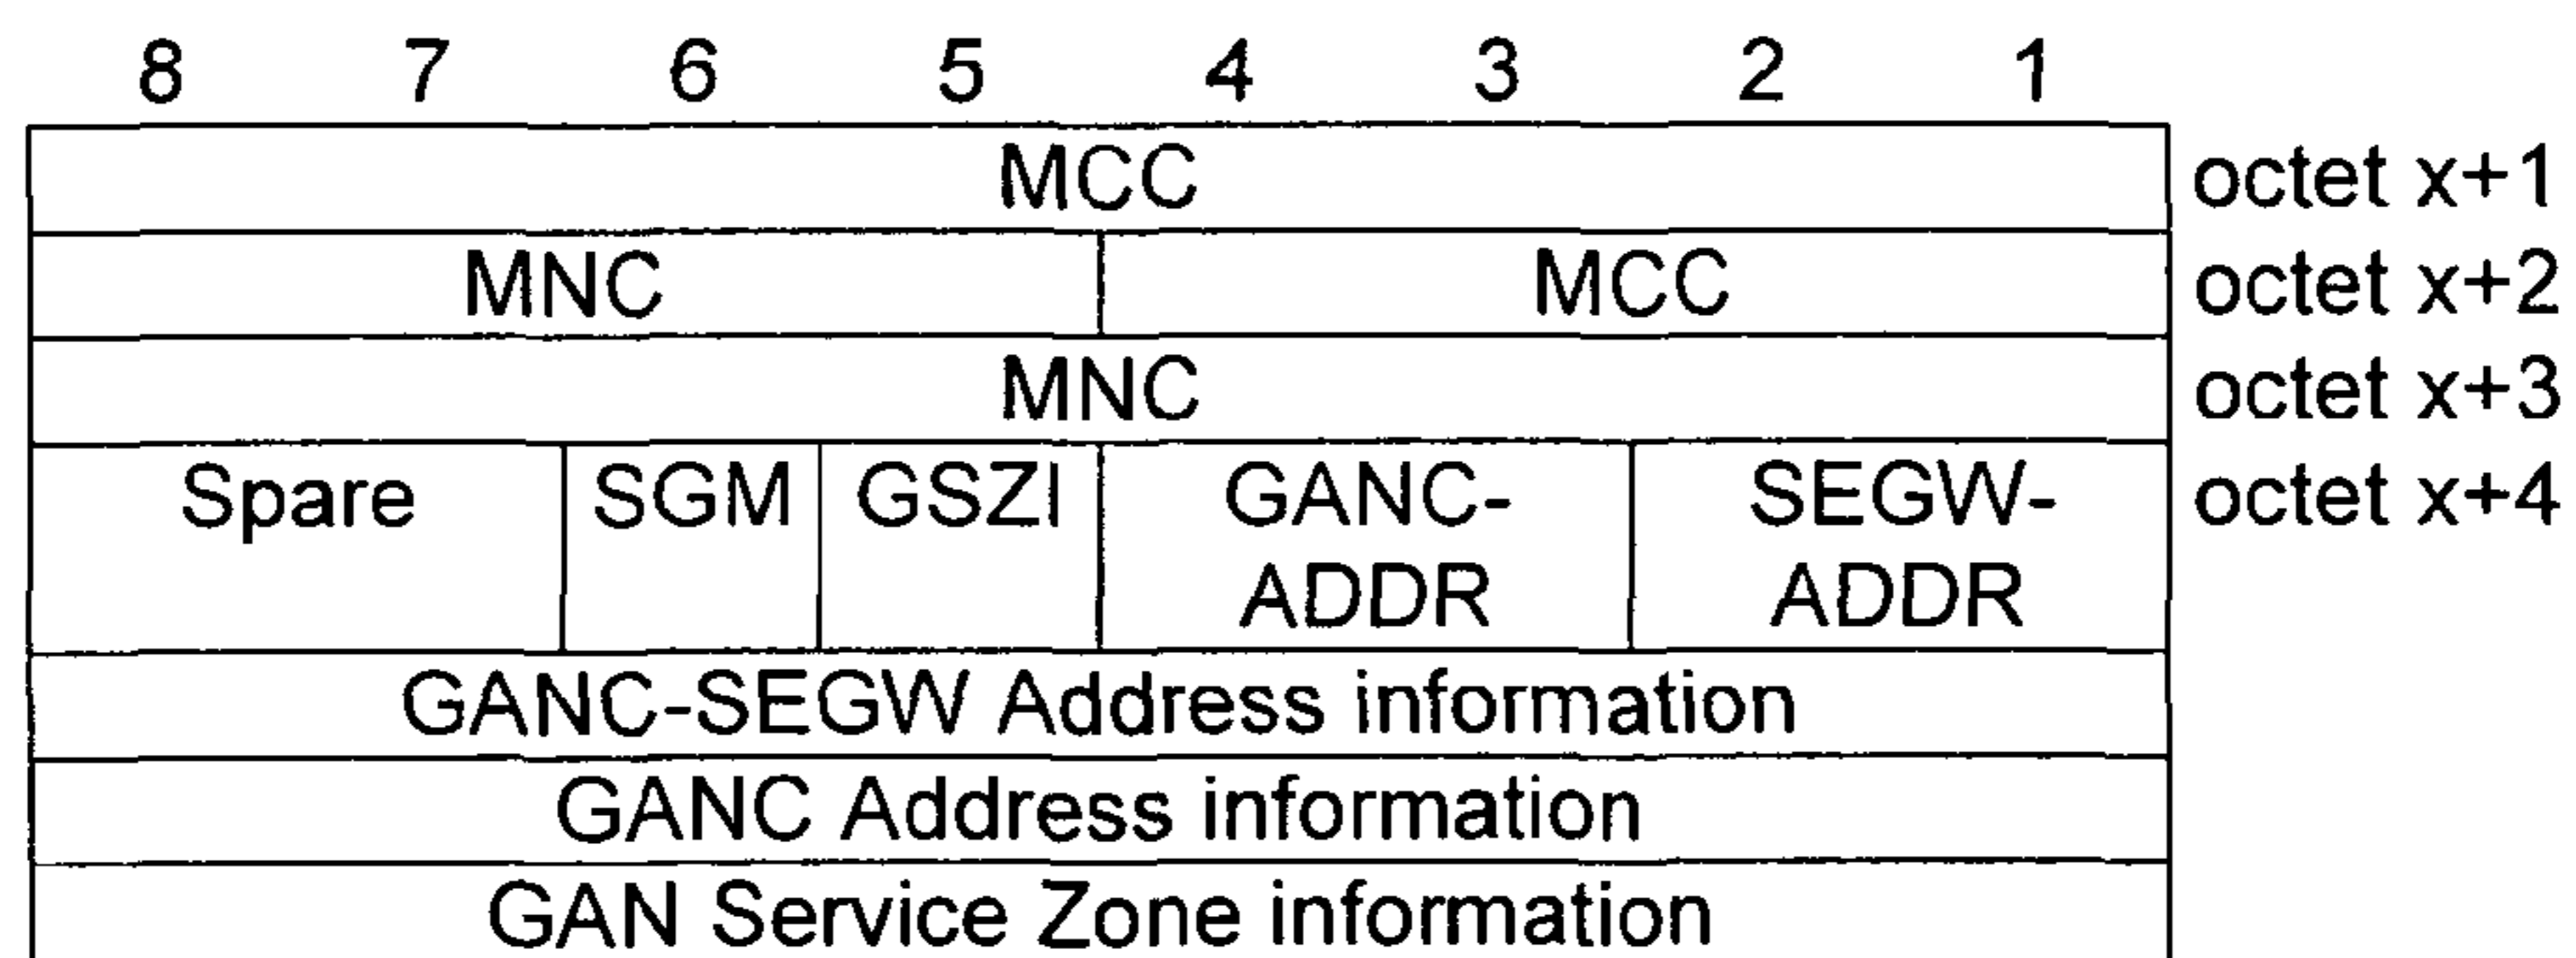 8 7 6 5 4 3 2 1
MCC octet x+1
MNC MCC octet x+2
MNC octet x+3
Spare SGM GSZI GANC- SEGW- octet x+4
ADDR ADDR
GANC-SEGW Address information
GANC Address information
GAN Service Zone information